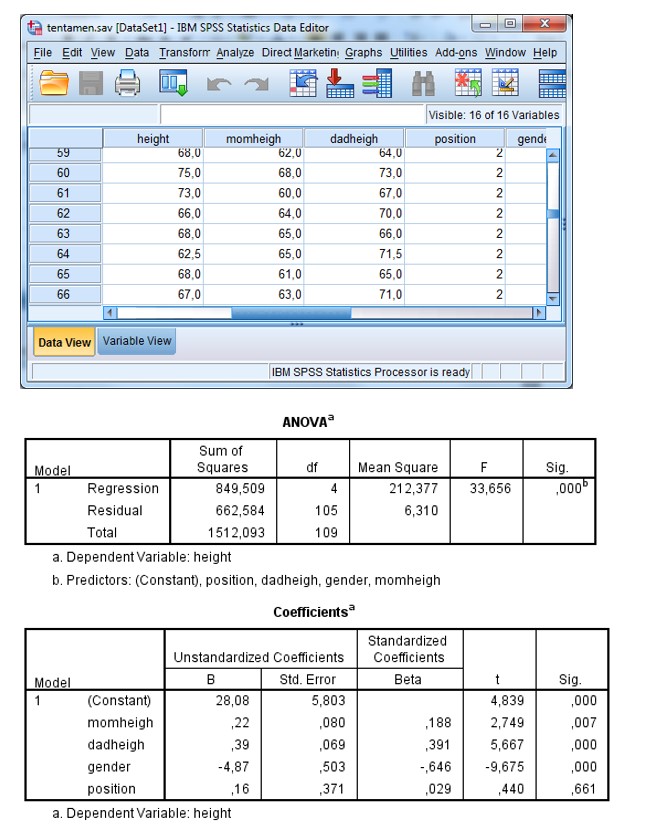 tentamen.sav [DataSet1] - IBM SPSS Statistics Data Editor
File Edit View Data Transform Analyze Direct Marketing Graphs Utilities Add-ons Window Help
Visible: 16 of 16 Variables
height momheigh dadheigh position gende
59 68,0 62,0 64,0 2
60 75,0 68,0 73,0 2
61 73,0 60,0 67,0 2
62 66,0 64,0 70,0 2
63 68,0 65,0 66,0 2
64 62,5 65,0 71,5 2
65 68,0 61,0 65,0 2
66 67,0 63,0 71,0 2
Data View Variable View
IBM SPSS Statistics Processor is ready
ANOVAa
Sum of
Model Squares df Mean Square F Sig.
1 Regression 849,509 4 212,377 33,656 ,000b
Residual 662,584 105 6,310
Total 1512,093 109
a. Dependent Variable: height
b. Predictors: (Constant), position, dadheigh, gender, momheigh
Coefficientsa
Standardized
Unstandardized Coefficients Coefficients
Model B Std. Error Beta t Sig.
1 (Constant) 28,08 5,803 4,839 ,000
momheigh ,22 ,080 ,188 2,749 ,007
dadheigh ,39 ,069 ,391 5,667 ,000
gender -4,87 ,503 -,646 -9,675 ,000
position ,16 ,371 ,029 ,440 ,661
a. Dependent Variable: height